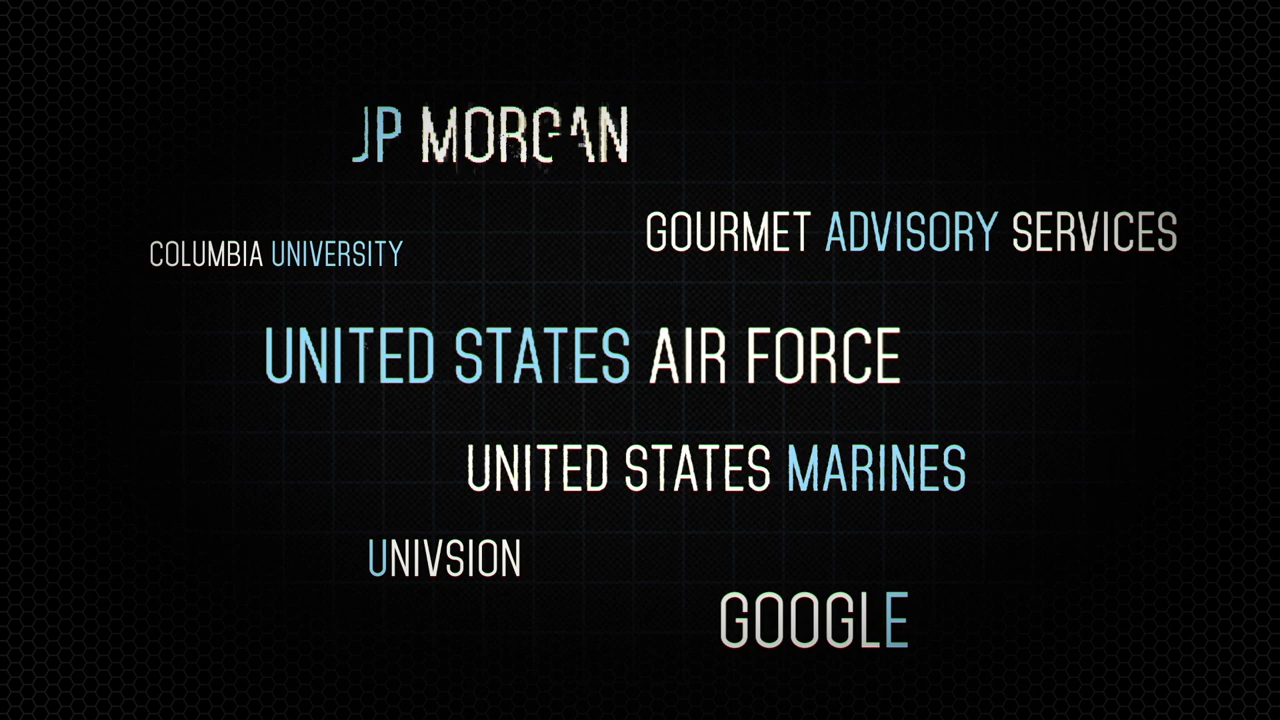 JP MORGAN
GOURMET ADVISORY SERVICES
COLUMBIA UNIVERSITY
UNITED STATES AIR FORCE
UNITED STATES MARINES
UNIVSION
GOOGLE